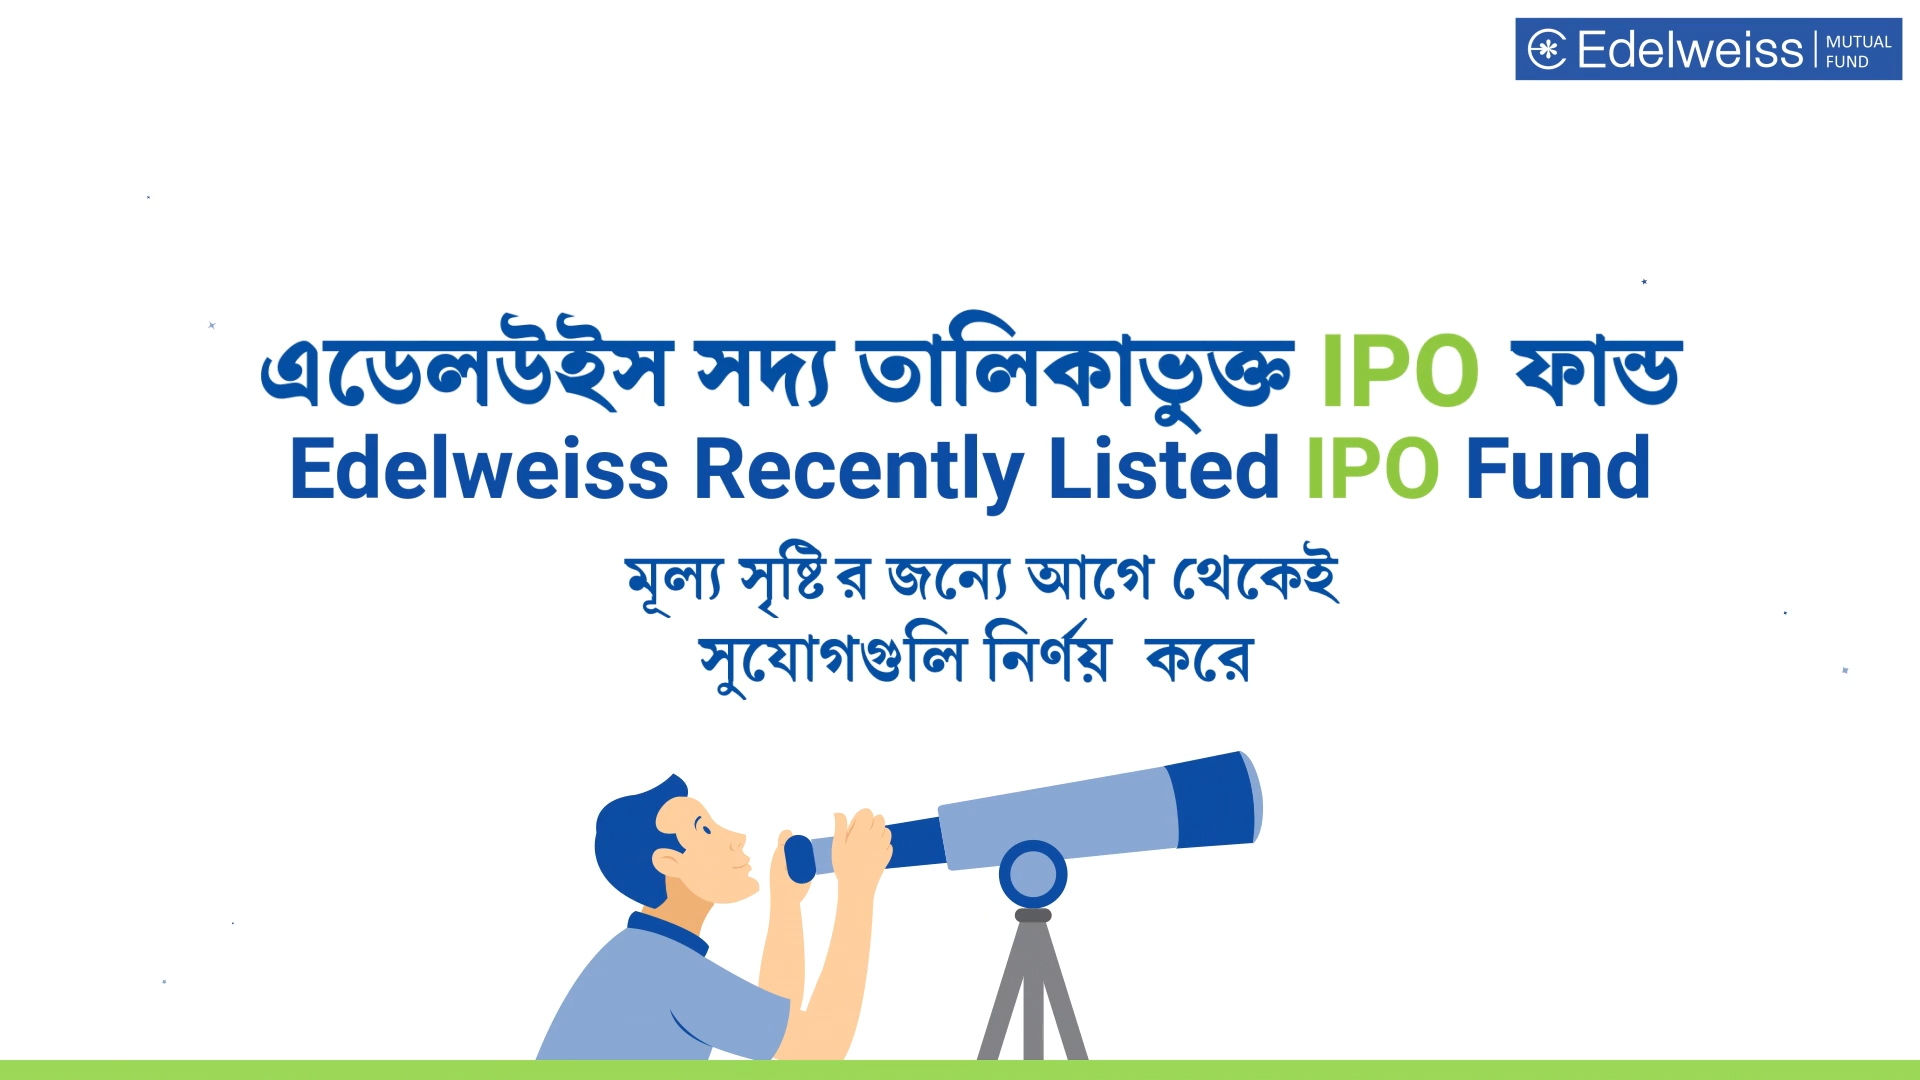 Edelweiss MUTUAL FUND
এডেলউইস সদ্য তালিকাভুক্ত IPO ফান্ড
Edelweiss Recently Listed IPO Fund
মূল্য সৃষ্টির জন্যে আগে থেকেই
সুযোগগুলি নির্ণয় করে